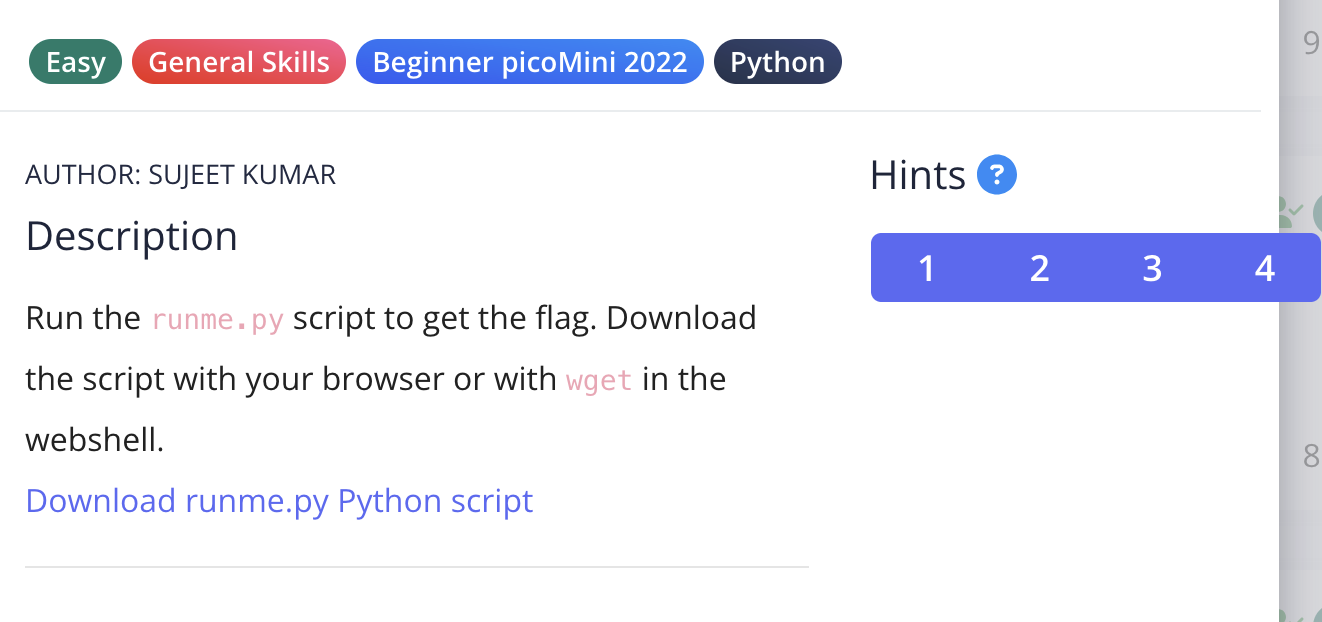 Easy General Skills Beginner picoMini 2022 Python
9
AUTHOR: SUJEET KUMAR
Hints ?
Description
1 2 3 4
Run the runme.py script to get the flag. Download
the script with your browser or with wget in the
webshell.
8
Download runme.py Python script